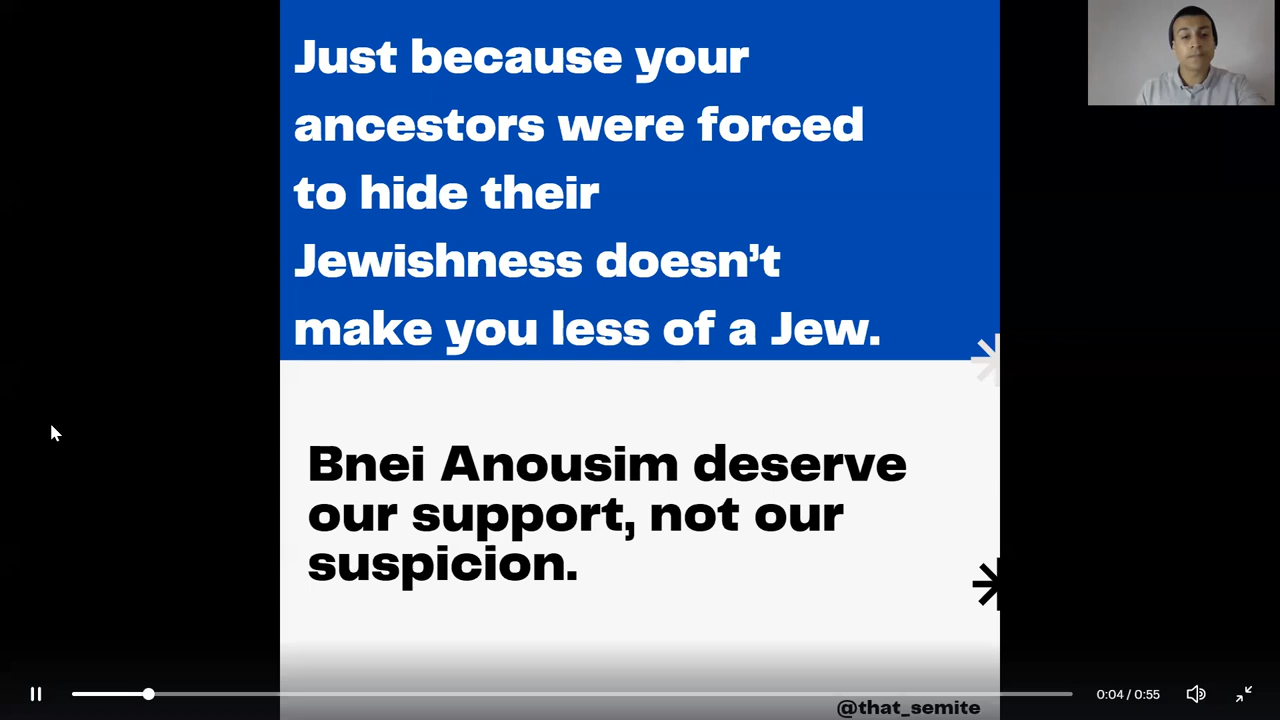 Just because your
ancestors were forced
to hide their
Jewishness doesn’t
make you less of a Jew.
Bnei Anousim deserve
our support, not our
suspicion.
0:04 / 0:55
@that_semite